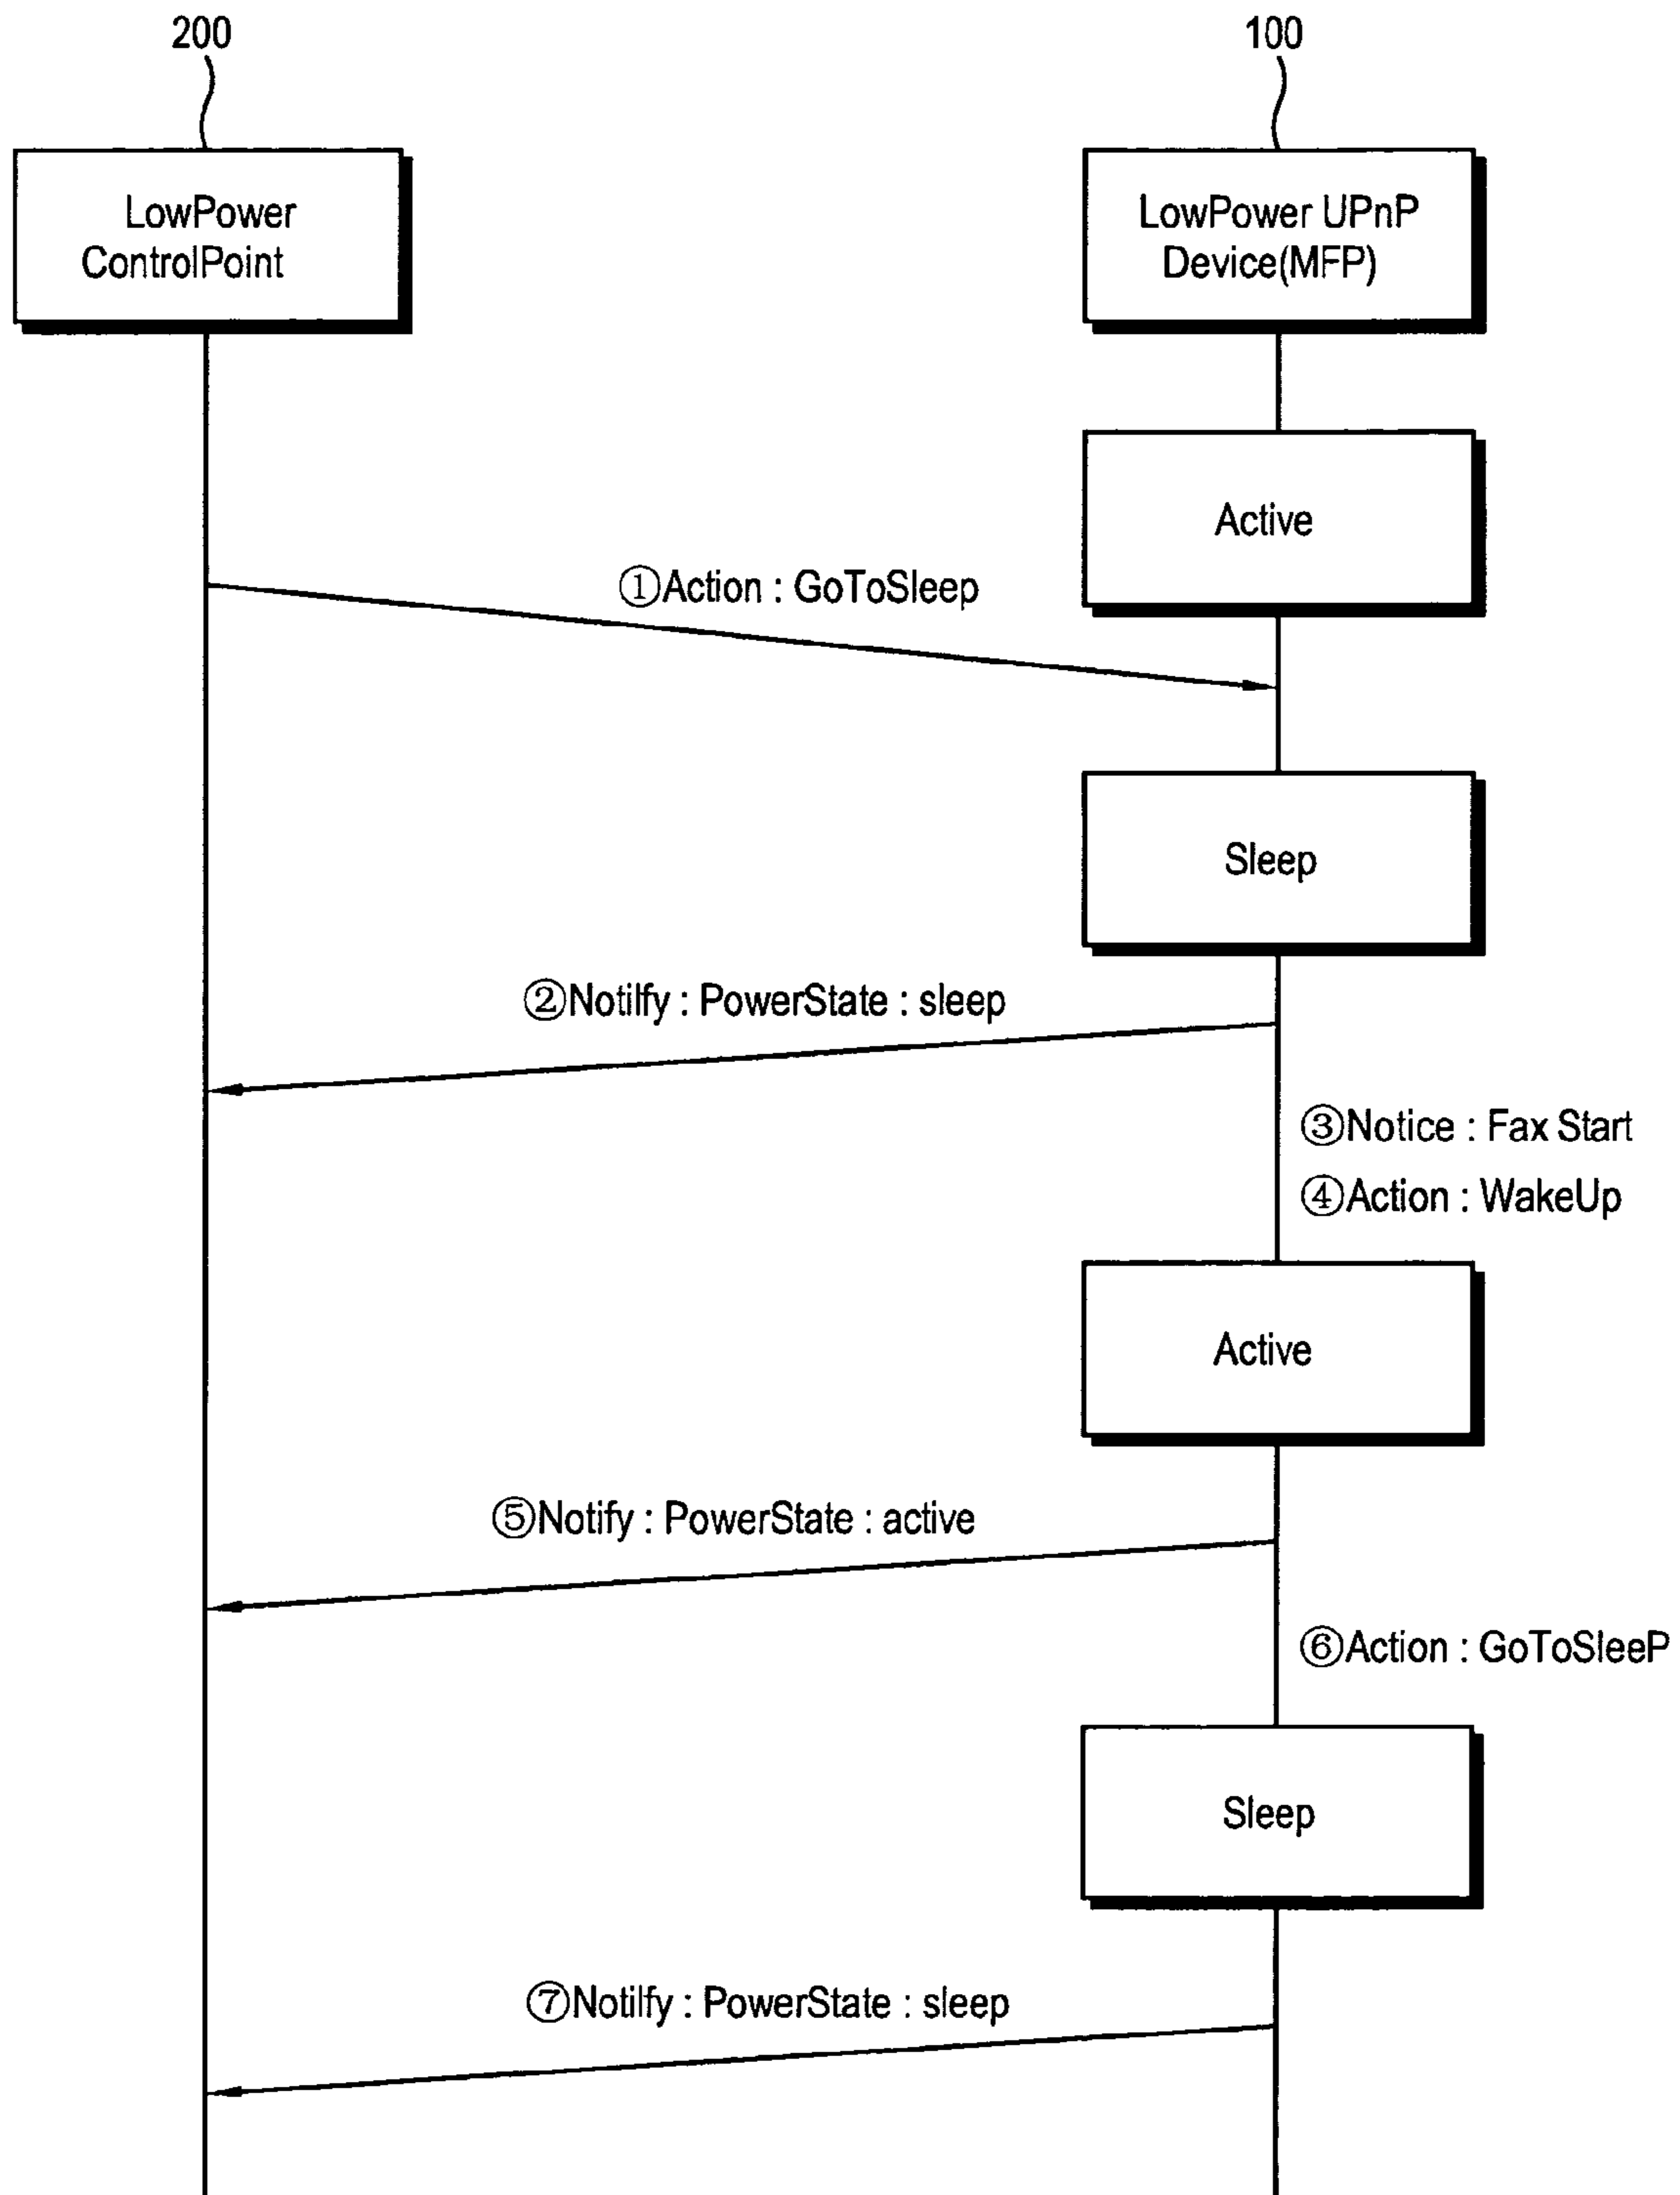 200
100
LowPower
ControlPoint
LowPower UPnP
Device(MFP)
Active
①Action : GoToSleep
Sleep
②Notilfy : PowerState : sleep
③Notice : Fax Start
④Action : WakeUp
Active
⑤Notify : PowerState : active
⑥Action : GoToSleeP
Sleep
⑦Notilfy : PowerState : sleep